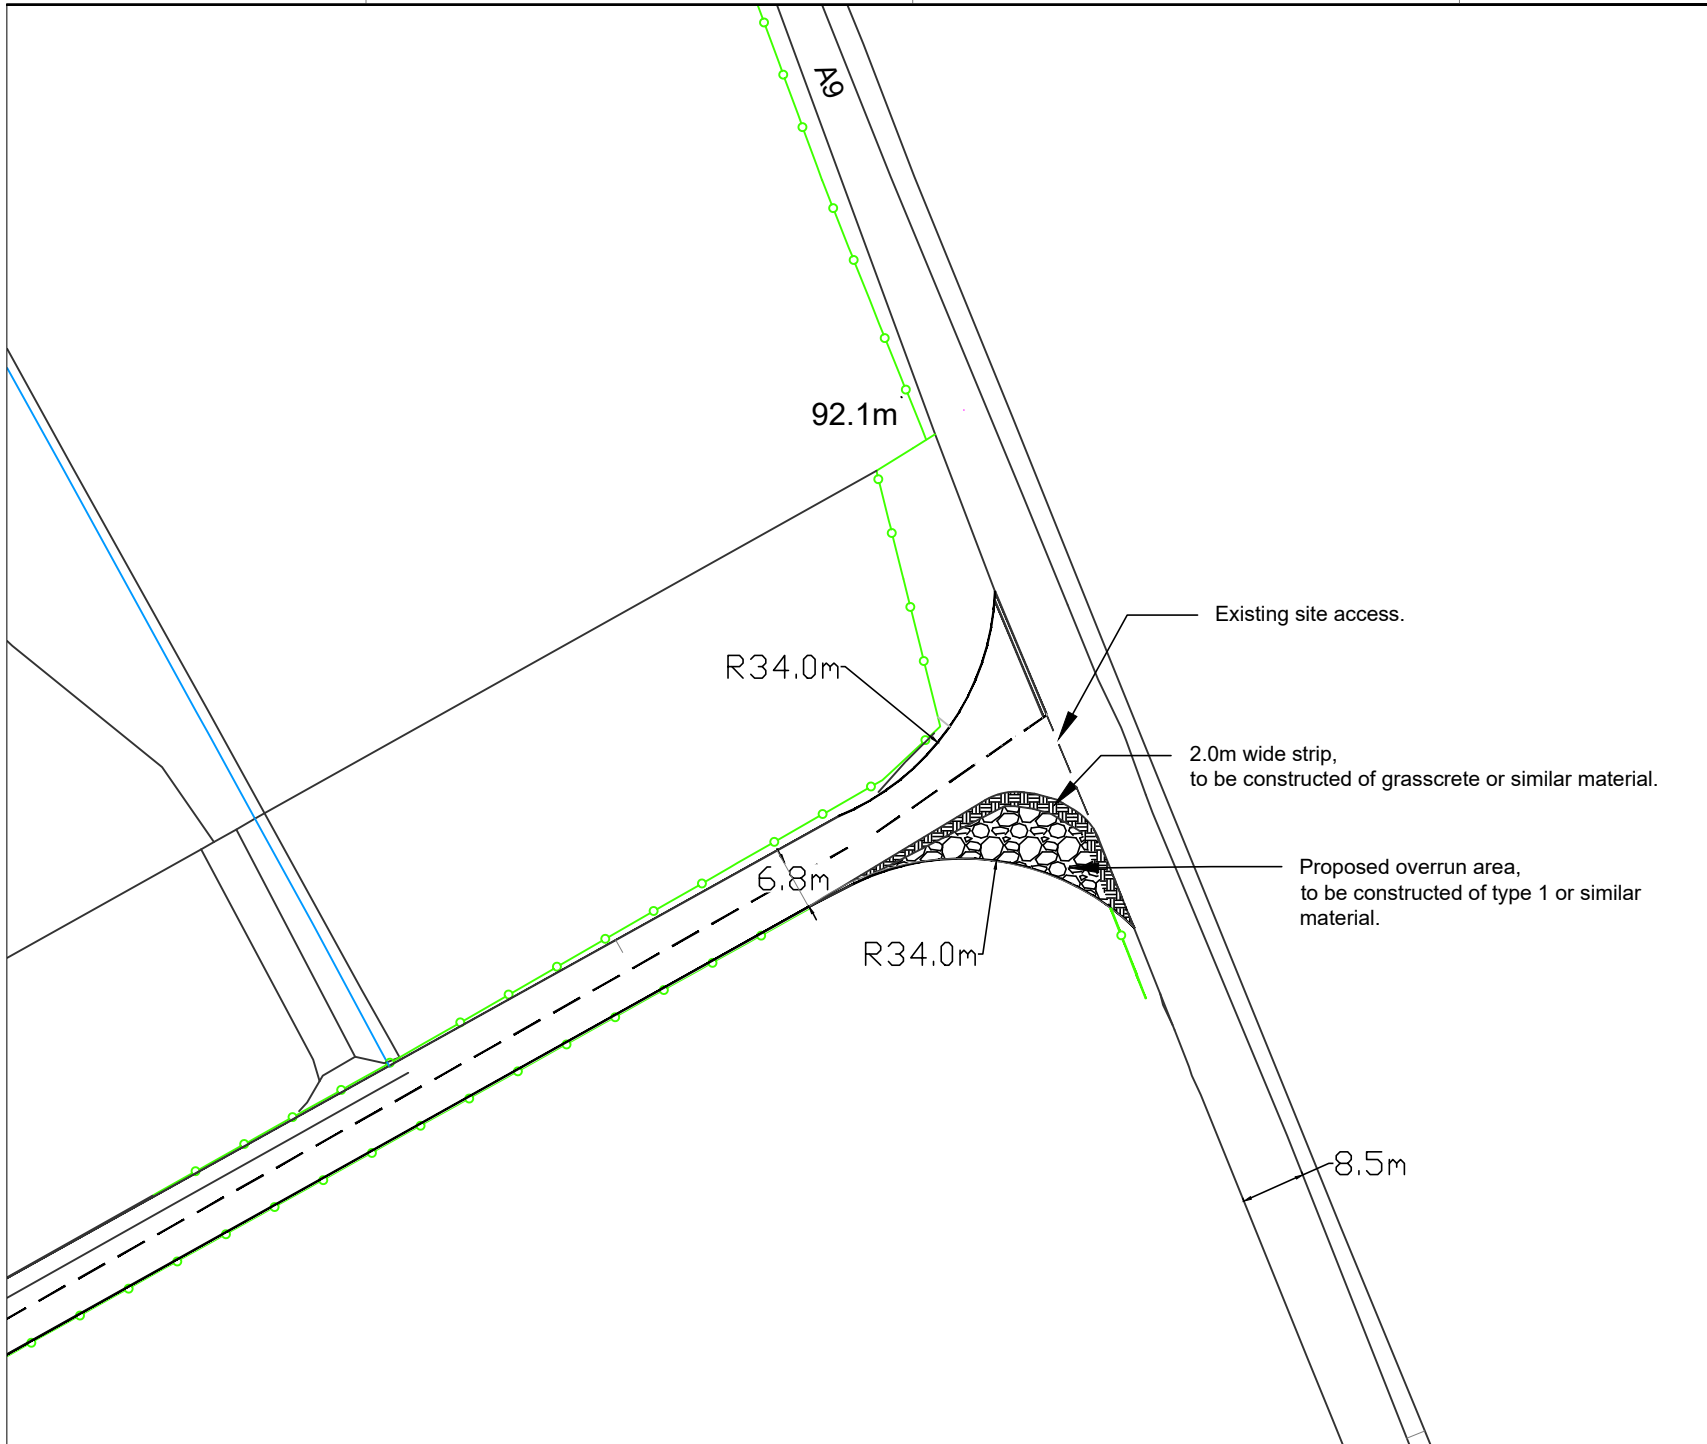 A9
92.1m
Existing site access.
R34.0m
2.0m wide strip,
to be constructed of grasscrete or similar material.
6.8m
Proposed overrun area,
to be constructed of type 1 or similar
material.
R34.0m
8.5m